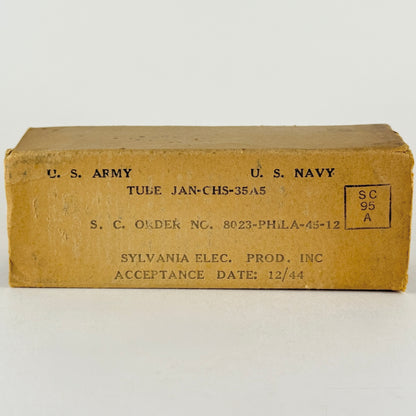 U. S. ARMY U. S. NAVY
TUBE JAN-CHS-35A5
S. C. ORDER NO. 8023-PHILA-45-12
SC
95
A
SYLVANIA ELEC. PROD. INC
ACCEPTANCE DATE: 12/44